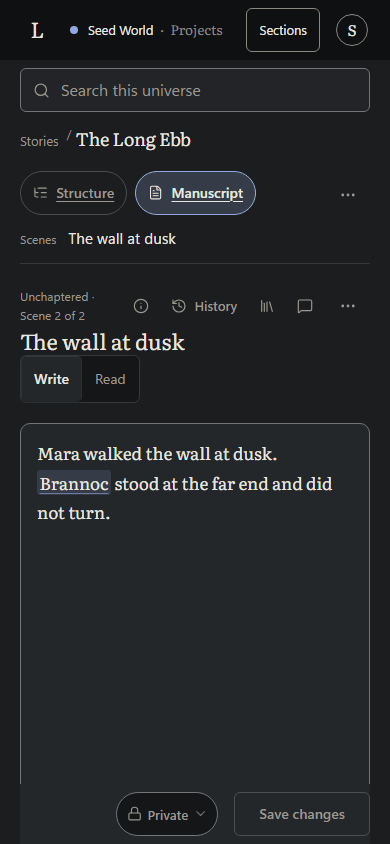 L Seed World · Projects Sections S
Search this universe
Stories / The Long Ebb
Structure Manuscript ...
Scenes The wall at dusk
Unchaptered ·
Scene 2 of 2
History ...
The wall at dusk
Write Read
Mara walked the wall at dusk.
Brannoc stood at the far end and did
not turn.
Private Save changes